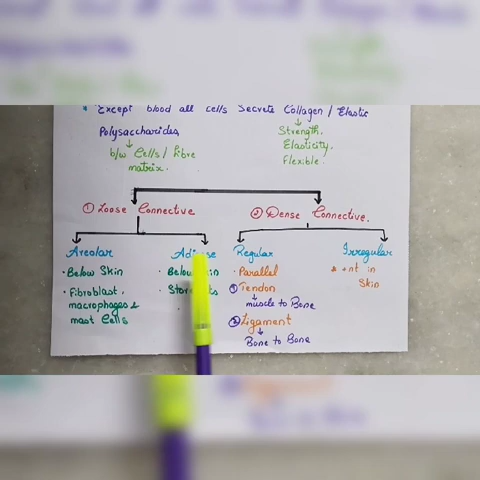 Except blood all cells Secrete Collagen / Elastic
Polysaccharides
Strength.
Elasticity.
Flexible.
b/w Cells / Fibre
matrix.
① Loose Connective
② Dense Connective.
Areolar
· Below Skin
· Fibroblast,
macrophages &
mast Cells
Regular
· Parallel
① Tendon
muscle to Bone
② Ligament
Bone to Bone
Irregular
+nt in
Skin